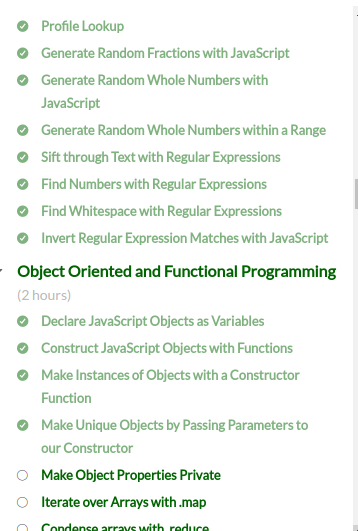 Profile Lookup
Generate Random Fractions with JavaScript
Generate Random Whole Numbers with
JavaScript
Generate Random Whole Numbers within a Range
Sift through Text with Regular Expressions
Find Numbers with Regular Expressions
Find Whitespace with Regular Expressions
Invert Regular Expression Matches with JavaScript
Object Oriented and Functional Programming
(2 hours)
Declare JavaScript Objects as Variables
Construct JavaScript Objects with Functions
Make Instances of Objects with a Constructor
Function
Make Unique Objects by Passing Parameters to
our Constructor
Make Object Properties Private
Iterate over Arrays with .map
Condense arrays with .reduce